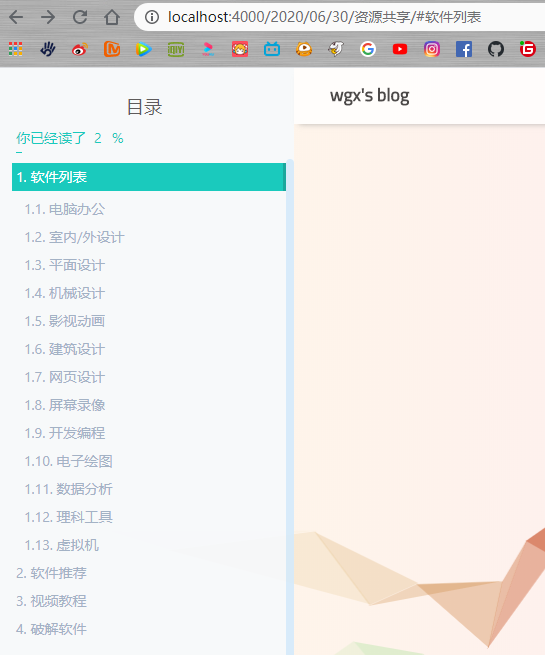 localhost:4000/2020/06/30/资源共享/#软件列表
目录
wgx's blog
你已经读了 2 %
1. 软件列表
1.1. 电脑办公
1.2. 室内/外设计
1.3. 平面设计
1.4. 机械设计
1.5. 影视动画
1.6. 建筑设计
1.7. 网页设计
1.8. 屏幕录像
1.9. 开发编程
1.10. 电子绘图
1.11. 数据分析
1.12. 理科工具
1.13. 虚拟机
2. 软件推荐
3. 视频教程
4. 破解软件